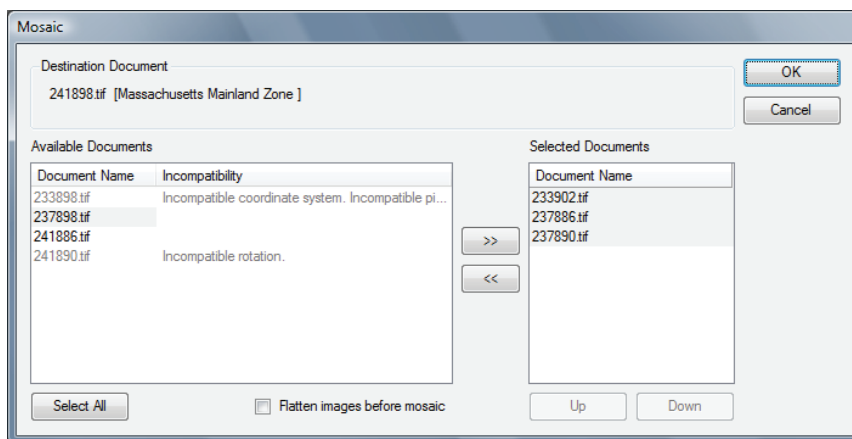 Mosaic
Destination Document
241898.tif [Massachusetts Mainland Zone ]
OK
Cancel
Available Documents
Document Name Incompatibility
233898.tif Incompatible coordinate system. Incompatible pi...
237898.tif
241886.tif
241890.tif Incompatible rotation.
>>
<<
Selected Documents
Document Name
233902.tif
237886.tif
237890.tif
Select All
Flatten images before mosaic
Up
Down